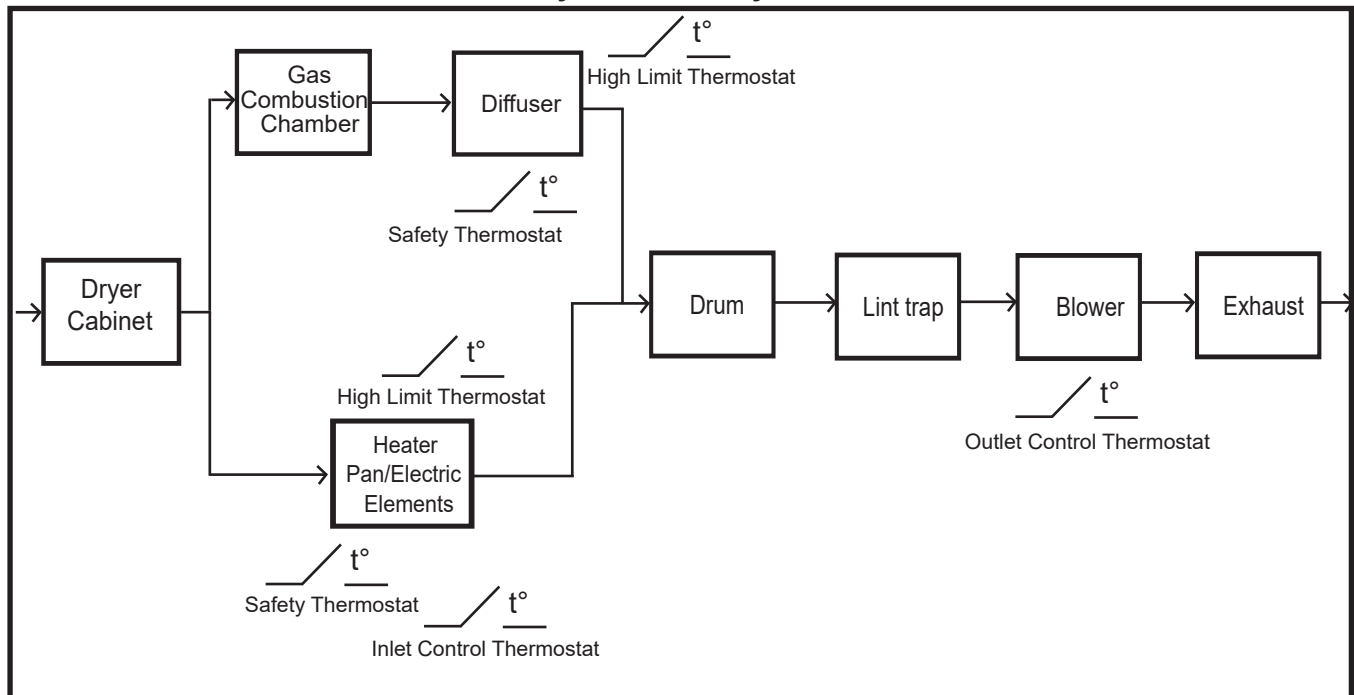 t°
High Limit Thermostat
Gas
Combustion
Chamber
Diffuser
t°
Safety Thermostat
Dryer
Cabinet
Drum
Lint trap
Blower
Exhaust
t°
High Limit Thermostat
t°
Outlet Control Thermostat
Heater
Pan/Electric
Elements
t°
Safety Thermostat
t°
Inlet Control Thermostat